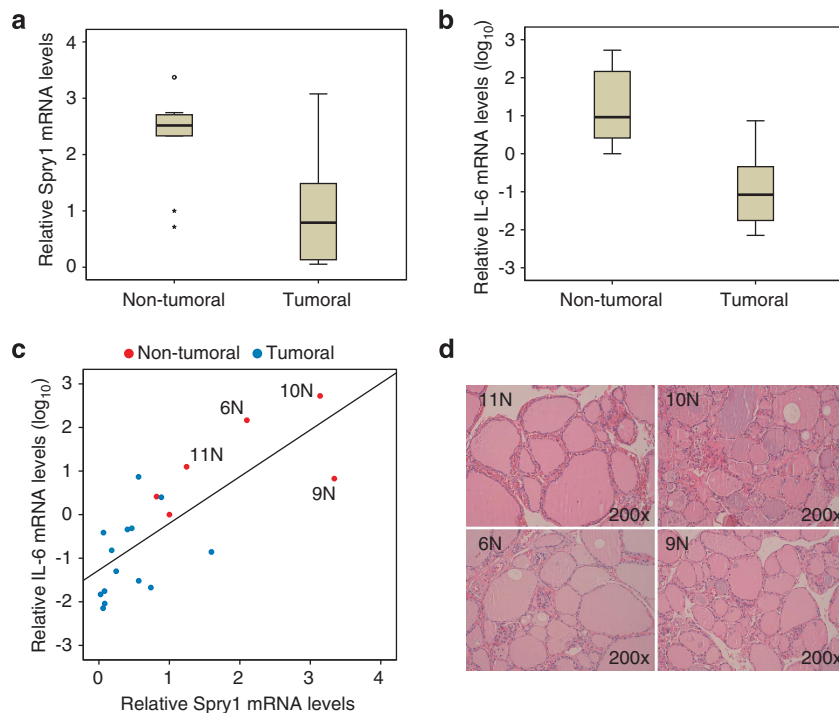 a
Relative Spry1 mRNA levels
4
3
2
1
0
Non-tumoral
Tumoral
b
Relative IL-6 mRNA levels (log10)
3
2
1
0
-1
-2
-3
Non-tumoral
Tumoral
c
Non-tumoral
Tumoral
Relative IL-6 mRNA levels (log10)
3
2
1
0
-1
-2
-3
10N
6N
11N
9N
0
1
2
3
4
Relative Spry1 mRNA levels
d
11N
200x
10N
200x
6N
200x
9N
200x